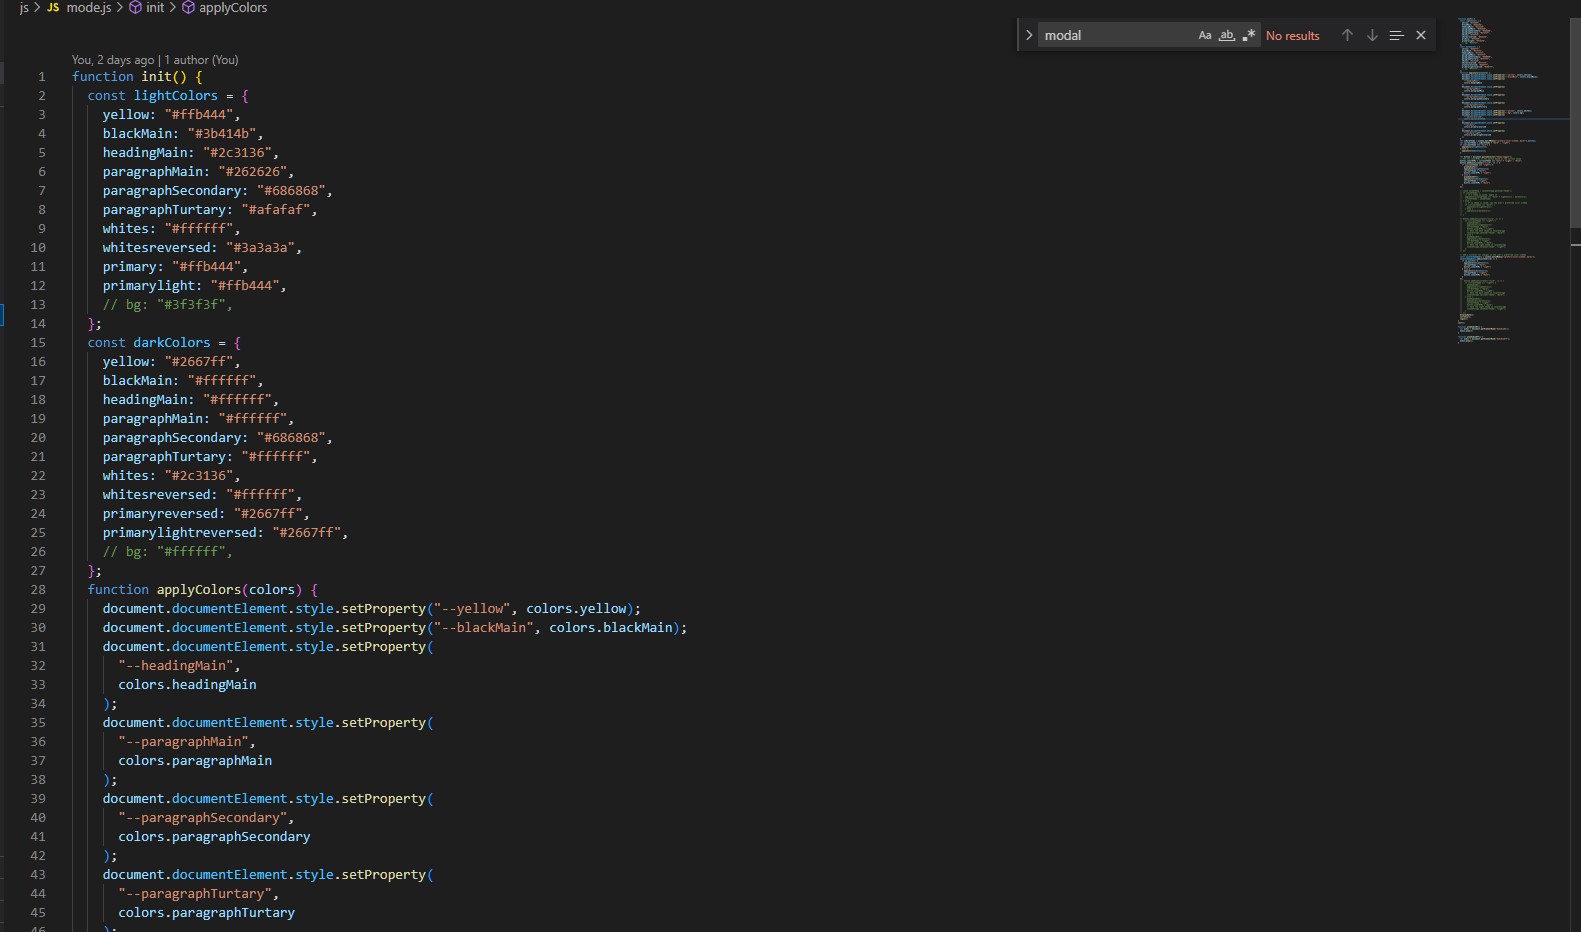 js > JS mode.js > init > applyColors
modal Aa ab .* No results
You, 2 days ago | 1 author (You)
1 function init() {
2 const lightColors = {
3 yellow: "#ffb444",
4 blackMain: "#3b414b",
5 headingMain: "#2c3136",
6 paragraphMain: "#262626",
7 paragraphSecondary: "#686868",
8 paragraphTurtary: "#afafaf",
9 whites: "#ffffff",
10 whitesreversed: "#3a3a3a",
11 primary: "#ffb444",
12 primarylight: "#ffb444",
13 // bg: "#3f3f3f",
14 };
15 const darkColors = {
16 yellow: "#2667ff",
17 blackMain: "#ffffff",
18 headingMain: "#ffffff",
19 paragraphMain: "#ffffff",
20 paragraphSecondary: "#686868",
21 paragraphTurtary: "#ffffff",
22 whites: "#2c3136",
23 whitesreversed: "#ffffff",
24 primaryreversed: "#2667ff",
25 primarylightreversed: "#2667ff",
26 // bg: "#ffffff",
27 };
28 function applyColors(colors) {
29 document.documentElement.style.setProperty("--yellow", colors.yellow);
30 document.documentElement.style.setProperty("--blackMain", colors.blackMain);
31 document.documentElement.style.setProperty(
32 "--headingMain",
33 colors.headingMain
34 );
35 document.documentElement.style.setProperty(
36 "--paragraphMain",
37 colors.paragraphMain
38 );
39 document.documentElement.style.setProperty(
40 "--paragraphSecondary",
41 colors.paragraphSecondary
42 );
43 document.documentElement.style.setProperty(
44 "--paragraphTurtary",
45 colors.paragraphTurtary
46 );